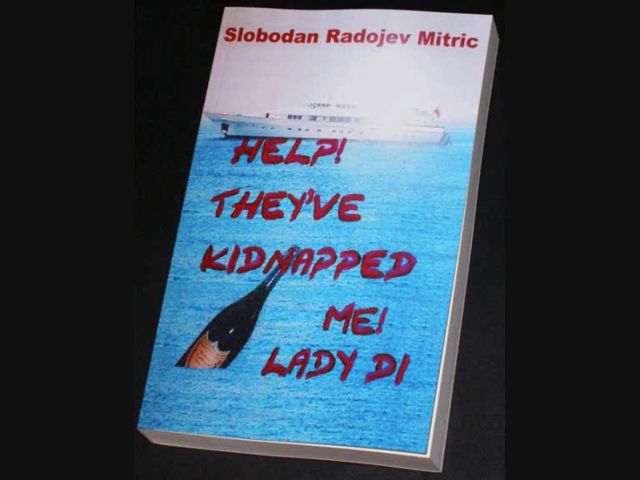 Slobodan Radojev Mitric
HELP!
THEY'VE
KIDNAPPED
ME!
LADY DI